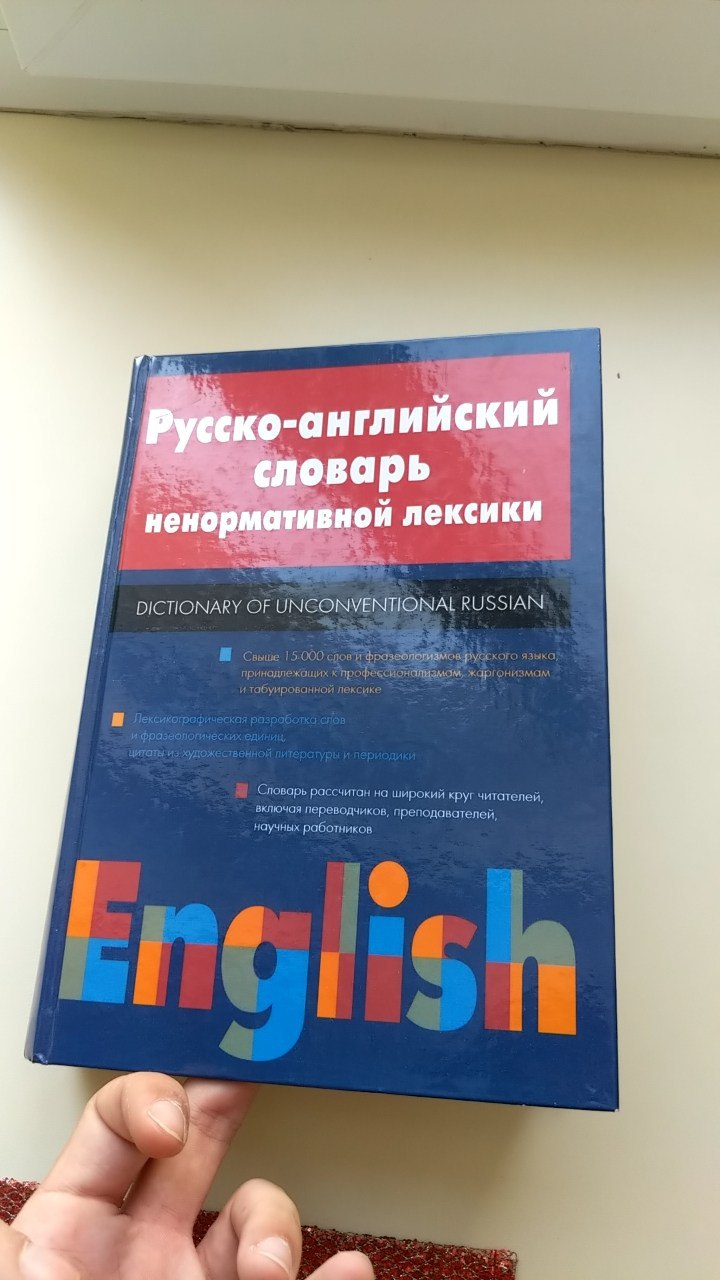 Русско-английский
словарь
ненормативной лексики
DICTIONARY OF UNCONVENTIONAL RUSSIAN
Свыше 15 000 слов и фразеологизмов русского языка,
принадлежащих к профессионализмам, жаргонизмам
и табуированной лексике
Лексикографическая разработка слов
и фразеологических единиц,
цитаты из художественной литературы и периодики
Словарь рассчитан на широкий круг читателей,
включая переводчиков, преподавателей,
научных работников
English